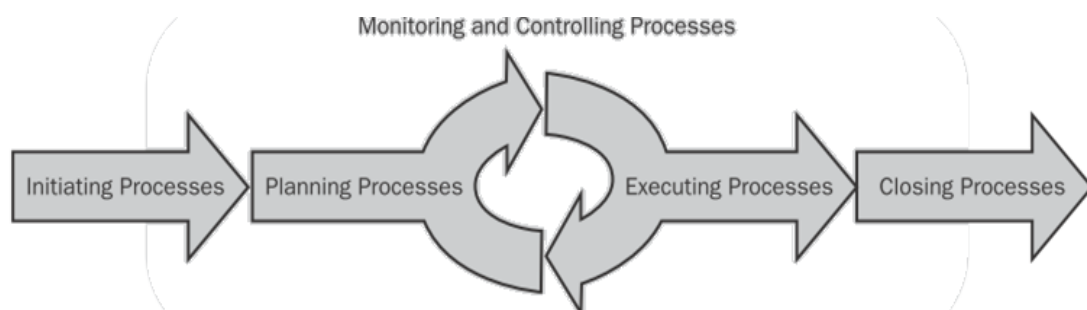 Monitoring and Controlling Processes
Initiating Processes
Planning Processes
Executing Processes
Closing Processes